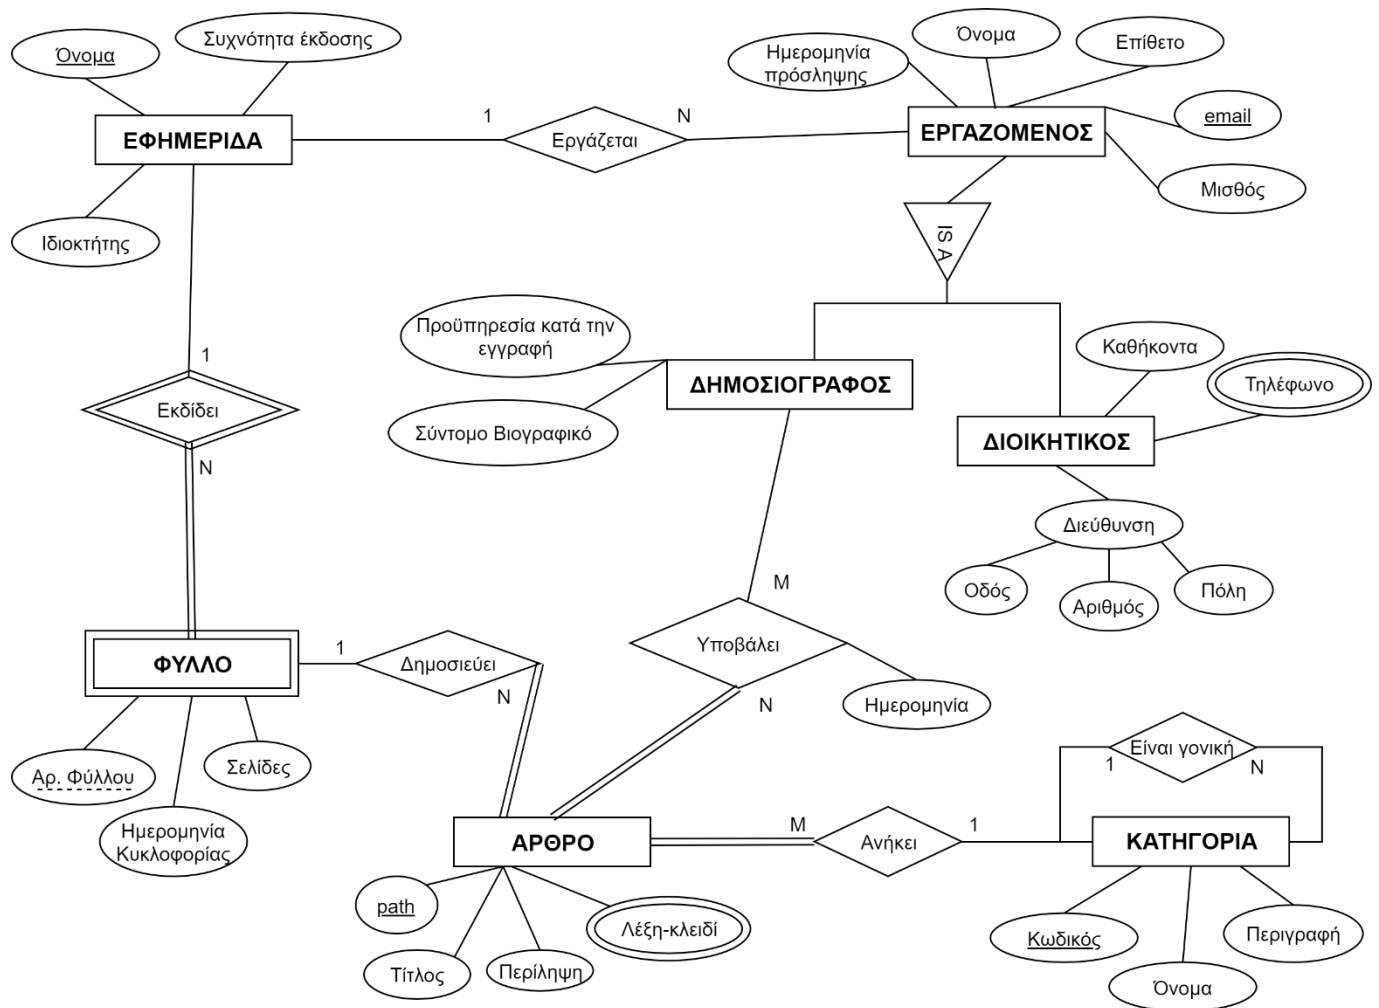 Όνομα
Συχνότητα έκδοσης
ΕΦΗΜΕΡΙΔΑ
Ιδιοκτήτης
1
Εργάζεται
N
Ημερομηνία
πρόσληψης
Όνομα
Επίθετο
email
Μισθός
ΕΡΓΑΖΟΜΕΝΟΣ
IS A
1
Εκδίδει
N
Προϋπηρεσία κατά την
εγγραφή
Σύντομο Βιογραφικό
ΔΗΜΟΣΙΟΓΡΑΦΟΣ
Καθήκοντα
Τηλέφωνο
ΔΙΟΙΚΗΤΙΚΟΣ
Διεύθυνση
Οδός
Αριθμός
Πόλη
M
Υποβάλει
N
Ημερομηνία
ΦΥΛΛΟ
1
Δημοσιεύει
N
Αρ. Φύλλου
Ημερομηνία
Κυκλοφορίας
Σελίδες
ΑΡΘΡΟ
M
Ανήκει
1
Είναι γονική
1
N
ΚΑΤΗΓΟΡΙΑ
path
Τίτλος
Περίληψη
Λέξη-κλειδί
Κωδικός
Όνομα
Περιγραφή